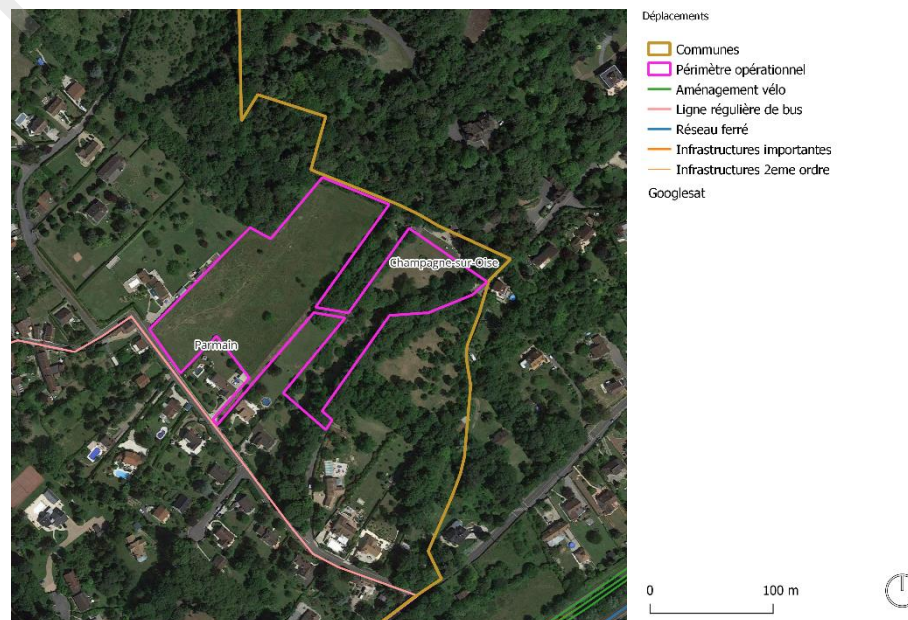 Déplacements
Communes
Périmètre opérationnel
Aménagement vélo
Ligne régulière de bus
Réseau ferré
Infrastructures importantes
Infrastructures 2eme ordre
Googlesat
Champagne-sur-Oise
Parmain
0 100 m